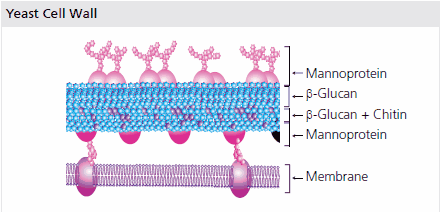 Yeast Cell Wall
Mannoprotein
β-Glucan
β-Glucan + Chitin
Mannoprotein
Membrane